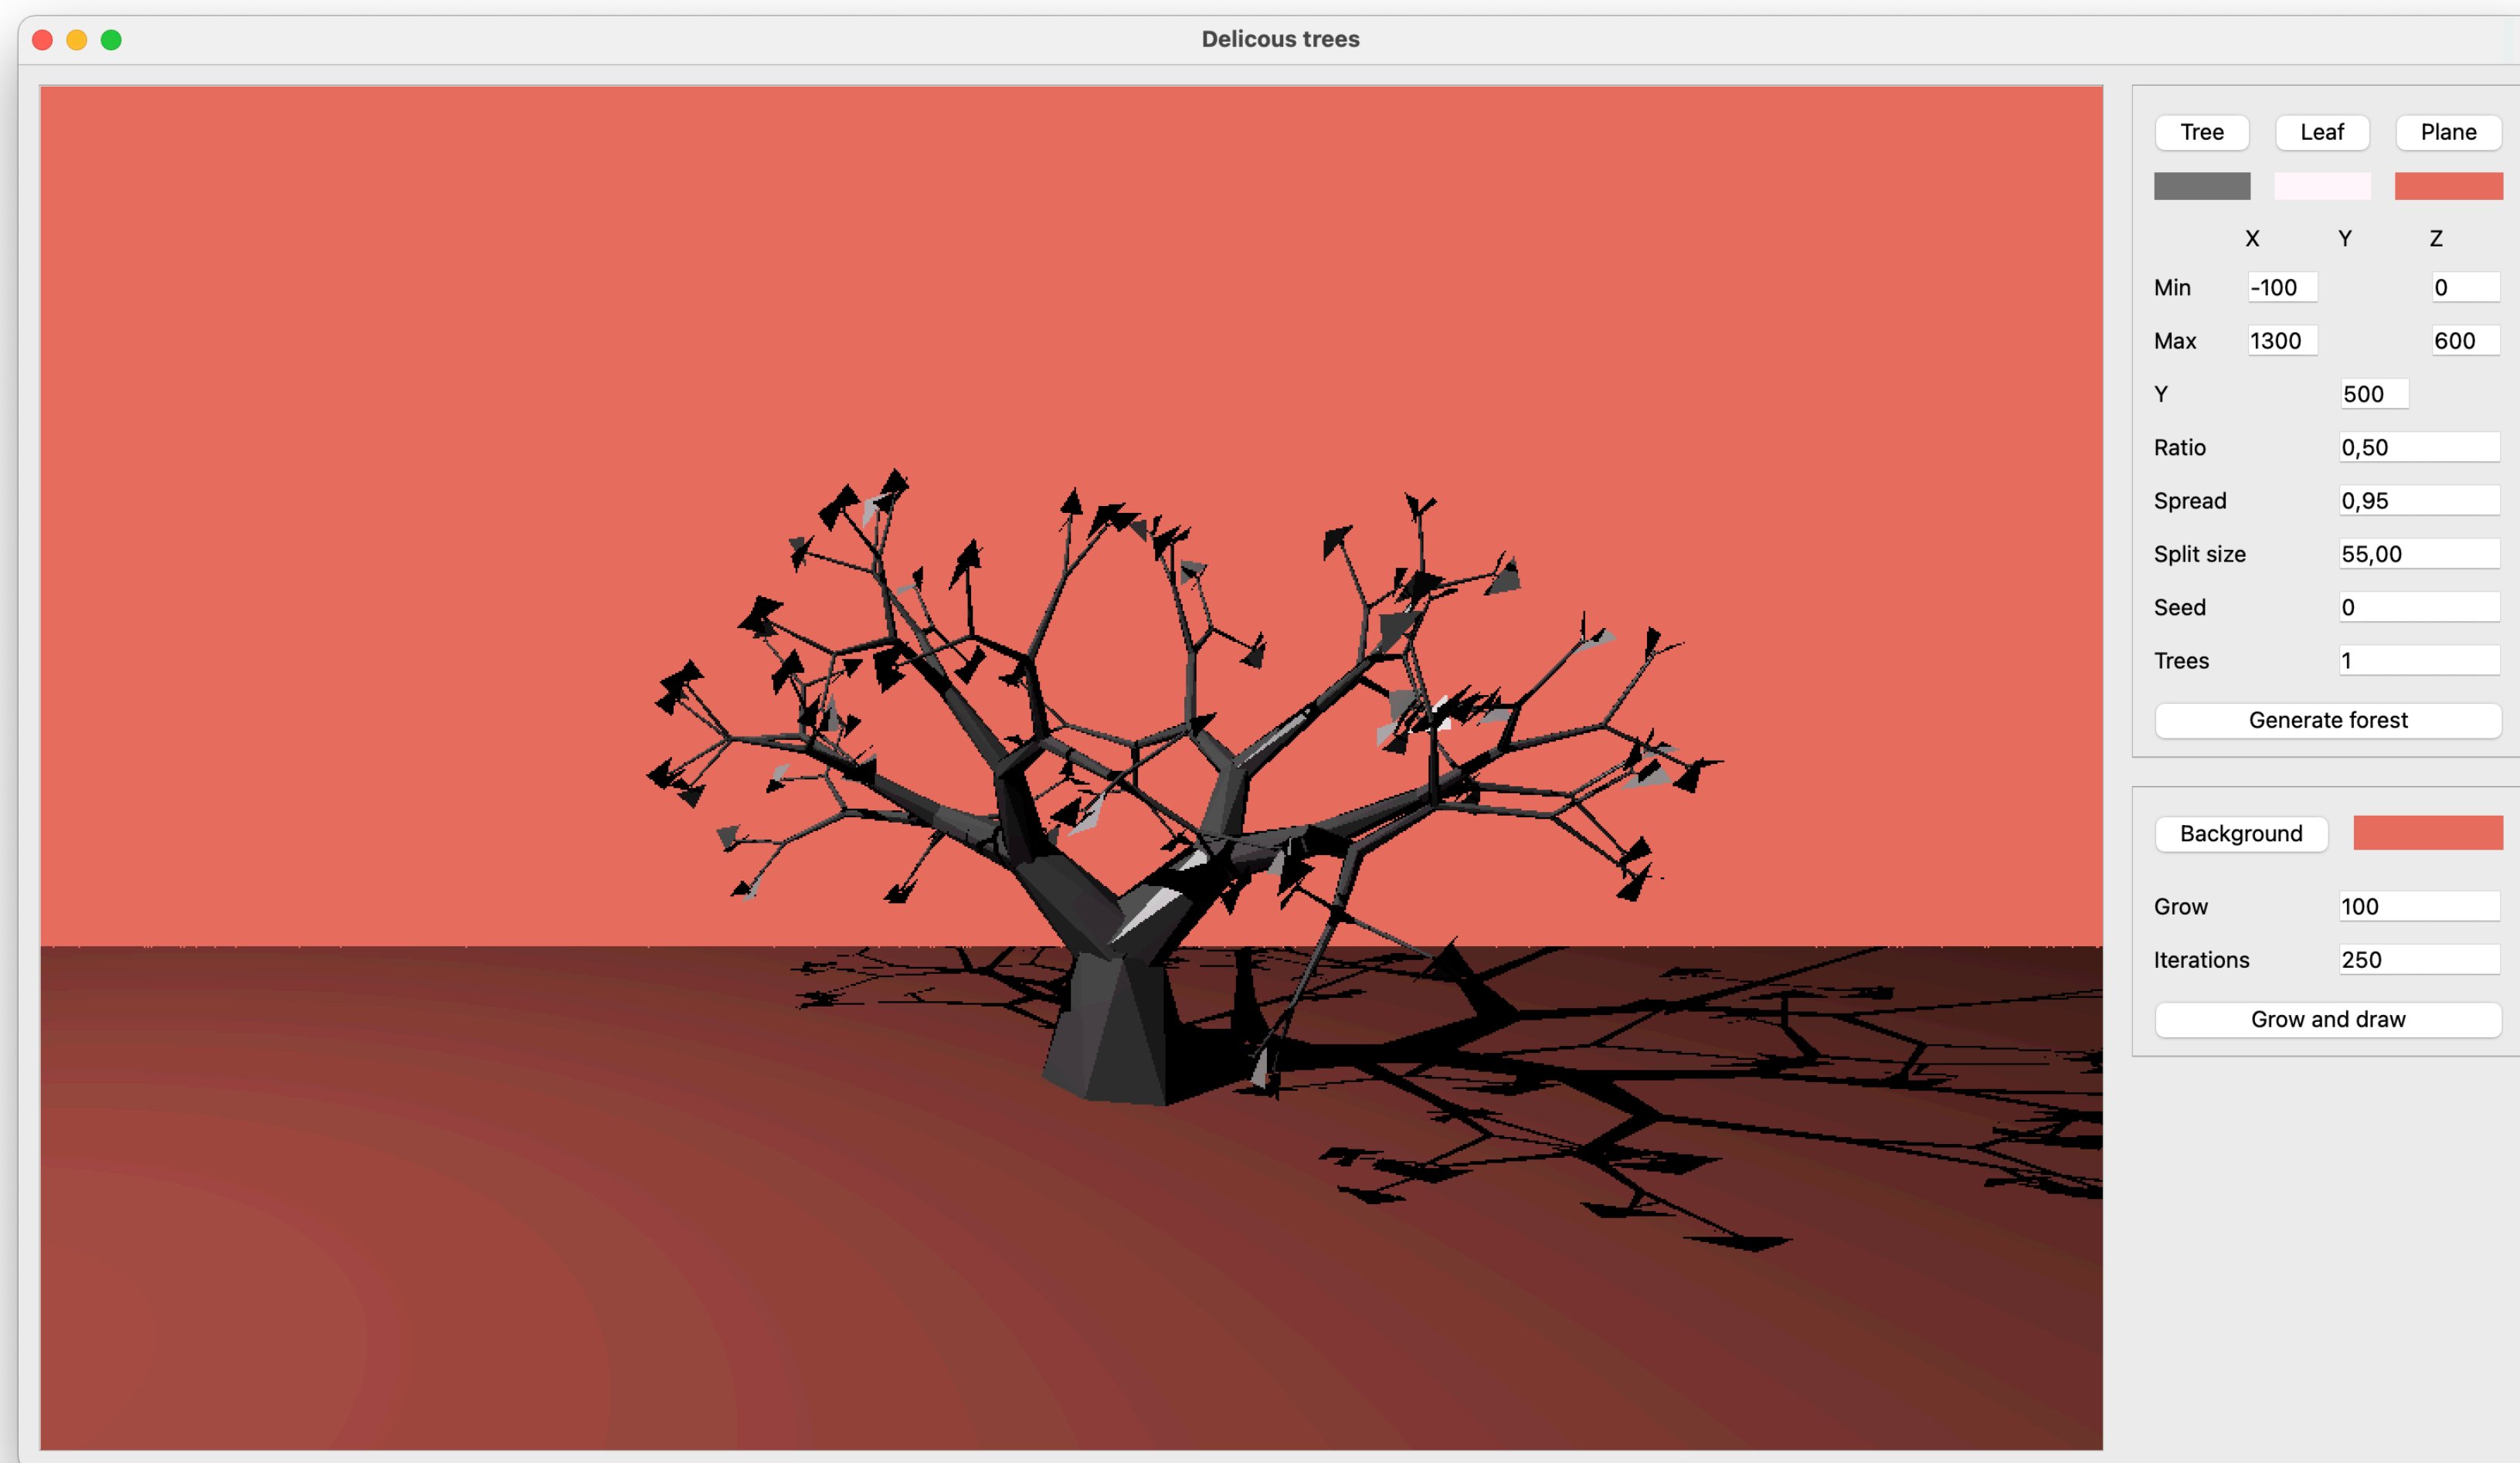 Delicous trees
Tree Leaf Plane
X Y Z
Min -100 0
Max 1300 600
Y 500
Ratio 0,50
Spread 0,95
Split size 55,00
Seed 0
Trees 1
Generate forest
Background
Grow 100
Iterations 250
Grow and draw